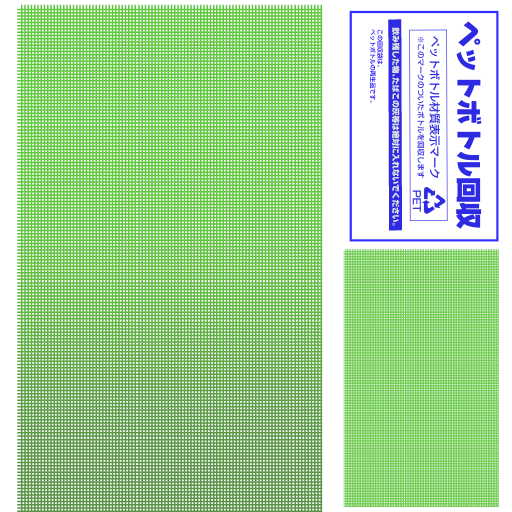 ペットボトル回収
ペットボトル材質表示マーク
※このマークのついたボトルを回収します
PET
飲み残した物、たばこの灰等は絶対に入れないでください。
この回収袋は、
ペットボトルの再生品です。